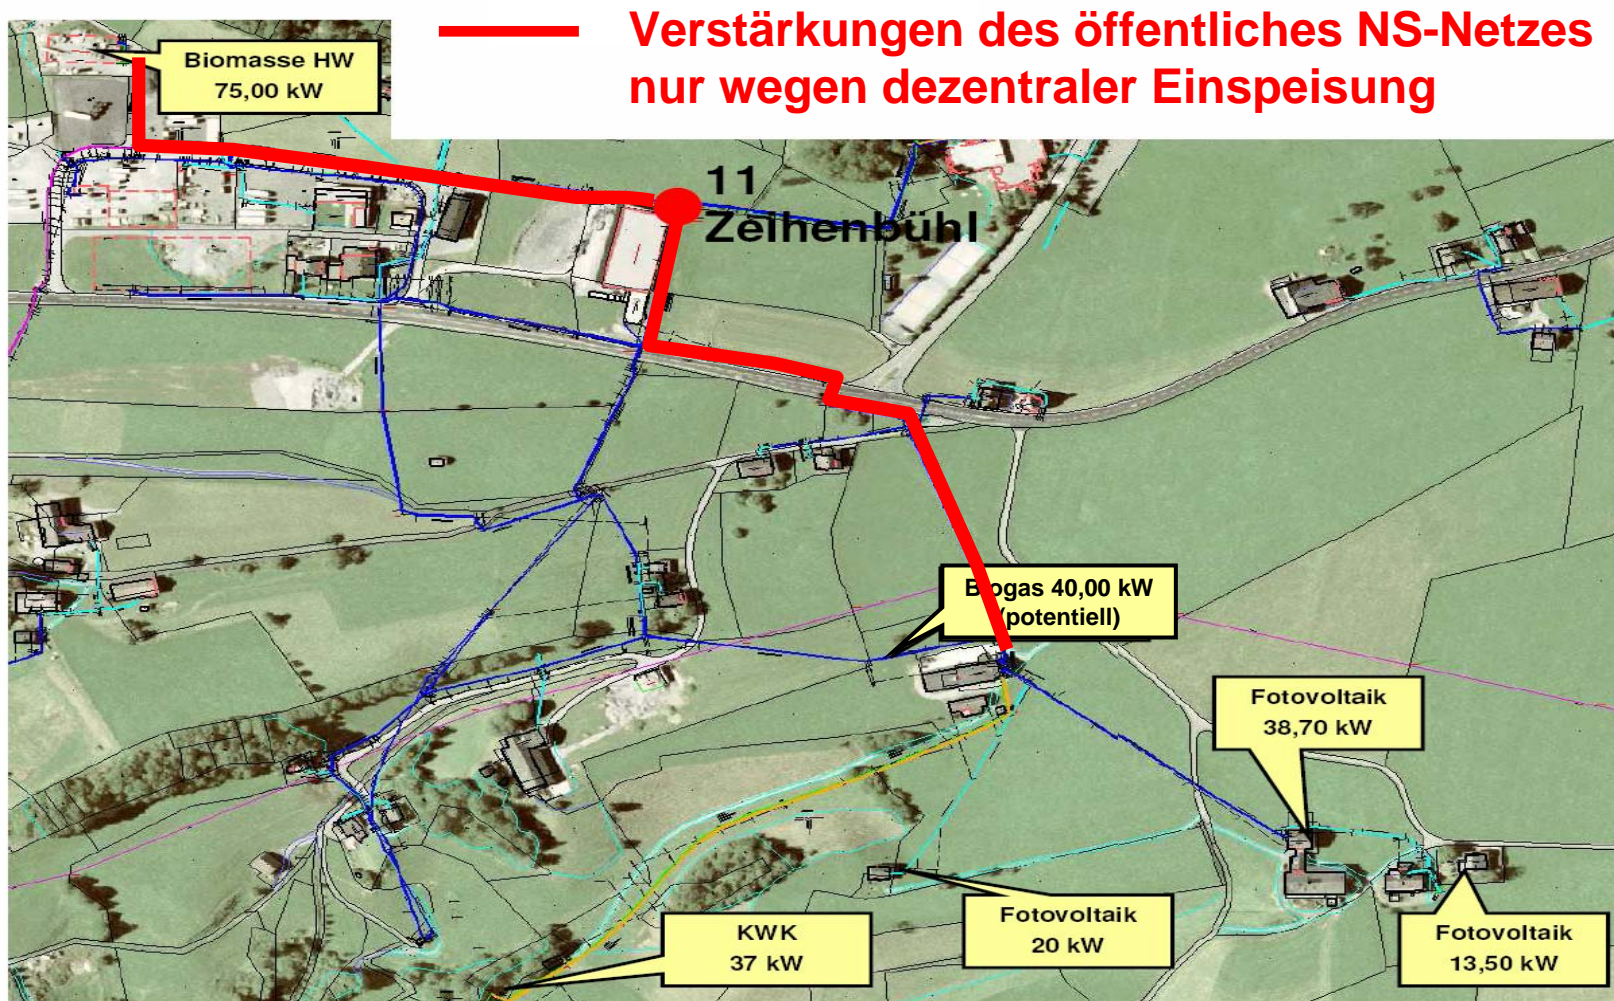 Verstärkungen des öffentliches NS-Netzes
nur wegen dezentraler Einspeisung
Biomasse HW
75,00 kW
11
Zeihenbühl
Biogas 40,00 kW
(potentiell)
Fotovoltaik
38,70 kW
Fotovoltaik
20 kW
KWK
37 kW
Fotovoltaik
13,50 kW